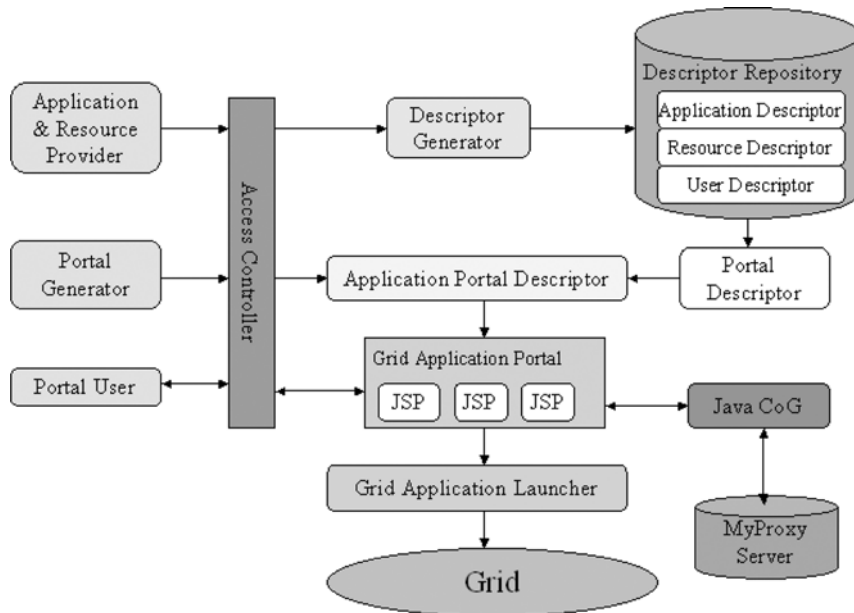 Application
& Resource
Provider
Access Controller
Descriptor
Generator
Descriptor Repository
Application Descriptor
Resource Descriptor
User Descriptor
Portal
Generator
Application Portal Descriptor
Portal
Descriptor
Portal User
Grid Application Portal
JSP
JSP
JSP
Java CoG
Grid Application Launcher
MyProxy
Server
Grid